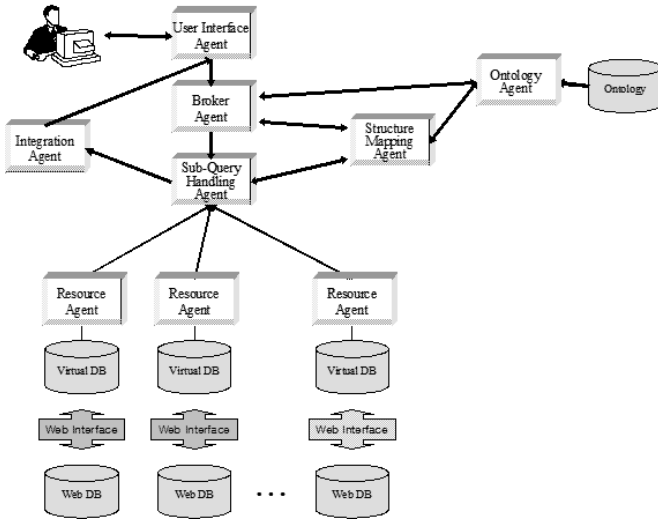 User Interface
Agent
Ontology
Agent
Ontology
Broker
Agent
Structure
Mapping
Agent
Integration
Agent
Sub-Query
Handling
Agent
Resource
Agent
Resource
Agent
Resource
Agent
Virtual DB
Virtual DB
Virtual DB
Web Interface
Web Interface
Web Interface
Web DB
Web DB
...
Web DB